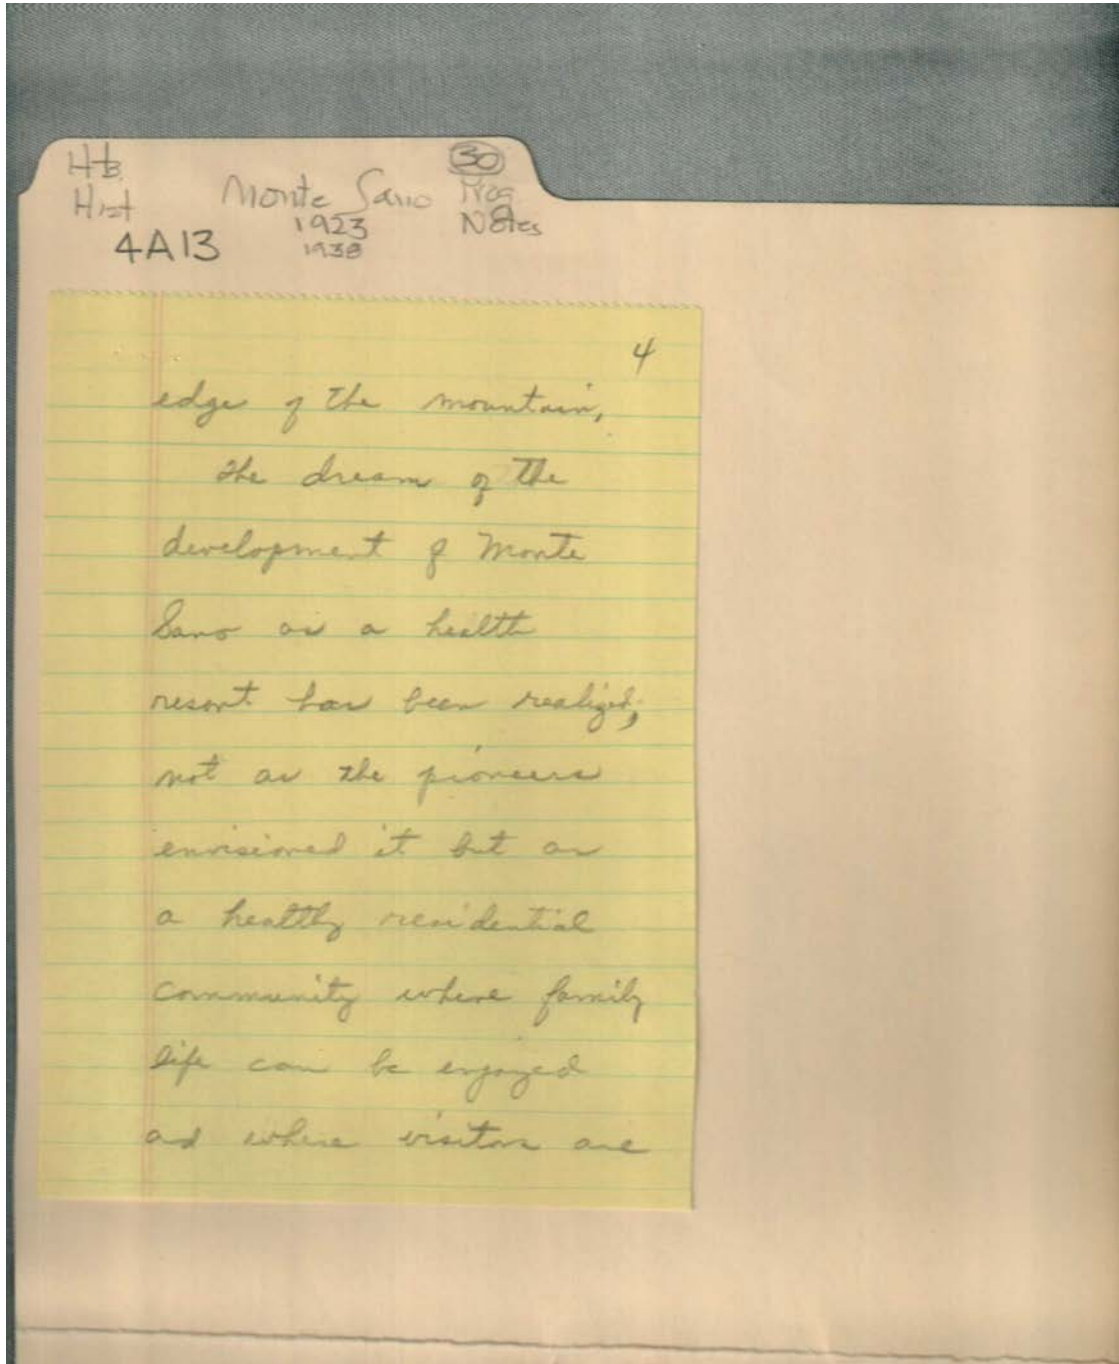 Htb. Hist
4A13
Monte Sano
1923
1938
30
Prog
Notes
4
edge of the mountain,
The dream of the
development of Monte
Sano as a health
resort has been realized;
not as the pioneers
envisioned it but as
a healthy residential
community where family
life can be enjoyed
ad where visitors are